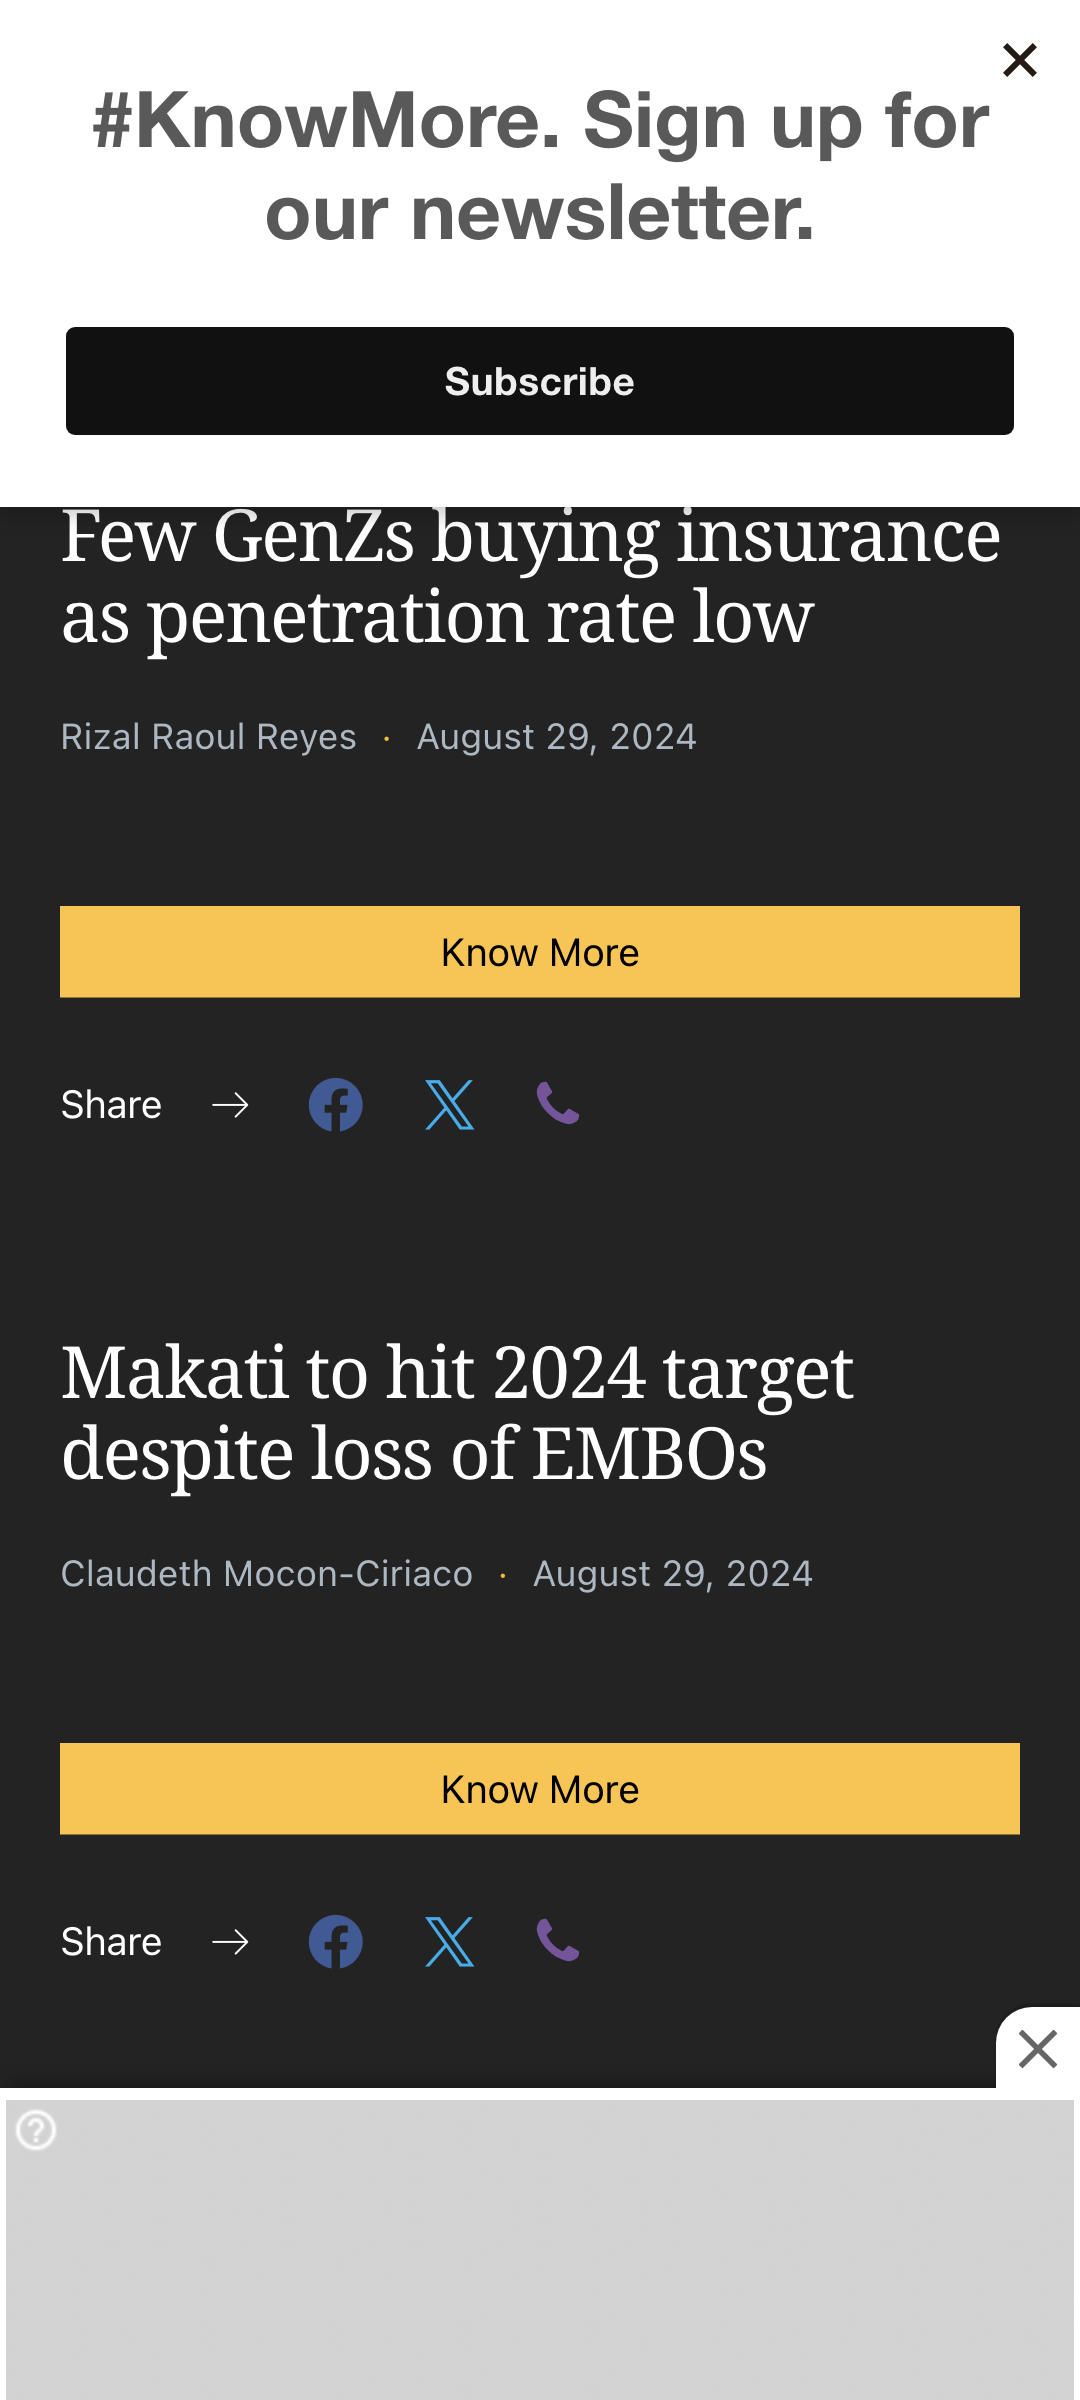 #KnowMore. Sign up for
our newsletter.
Subscribe
Few GenZs buying insurance
as penetration rate low
Rizal Raoul Reyes · August 29, 2024
Know More
Share
Makati to hit 2024 target
despite loss of EMBOs
Claudeth Mocon-Ciriaco · August 29, 2024
Know More
Share